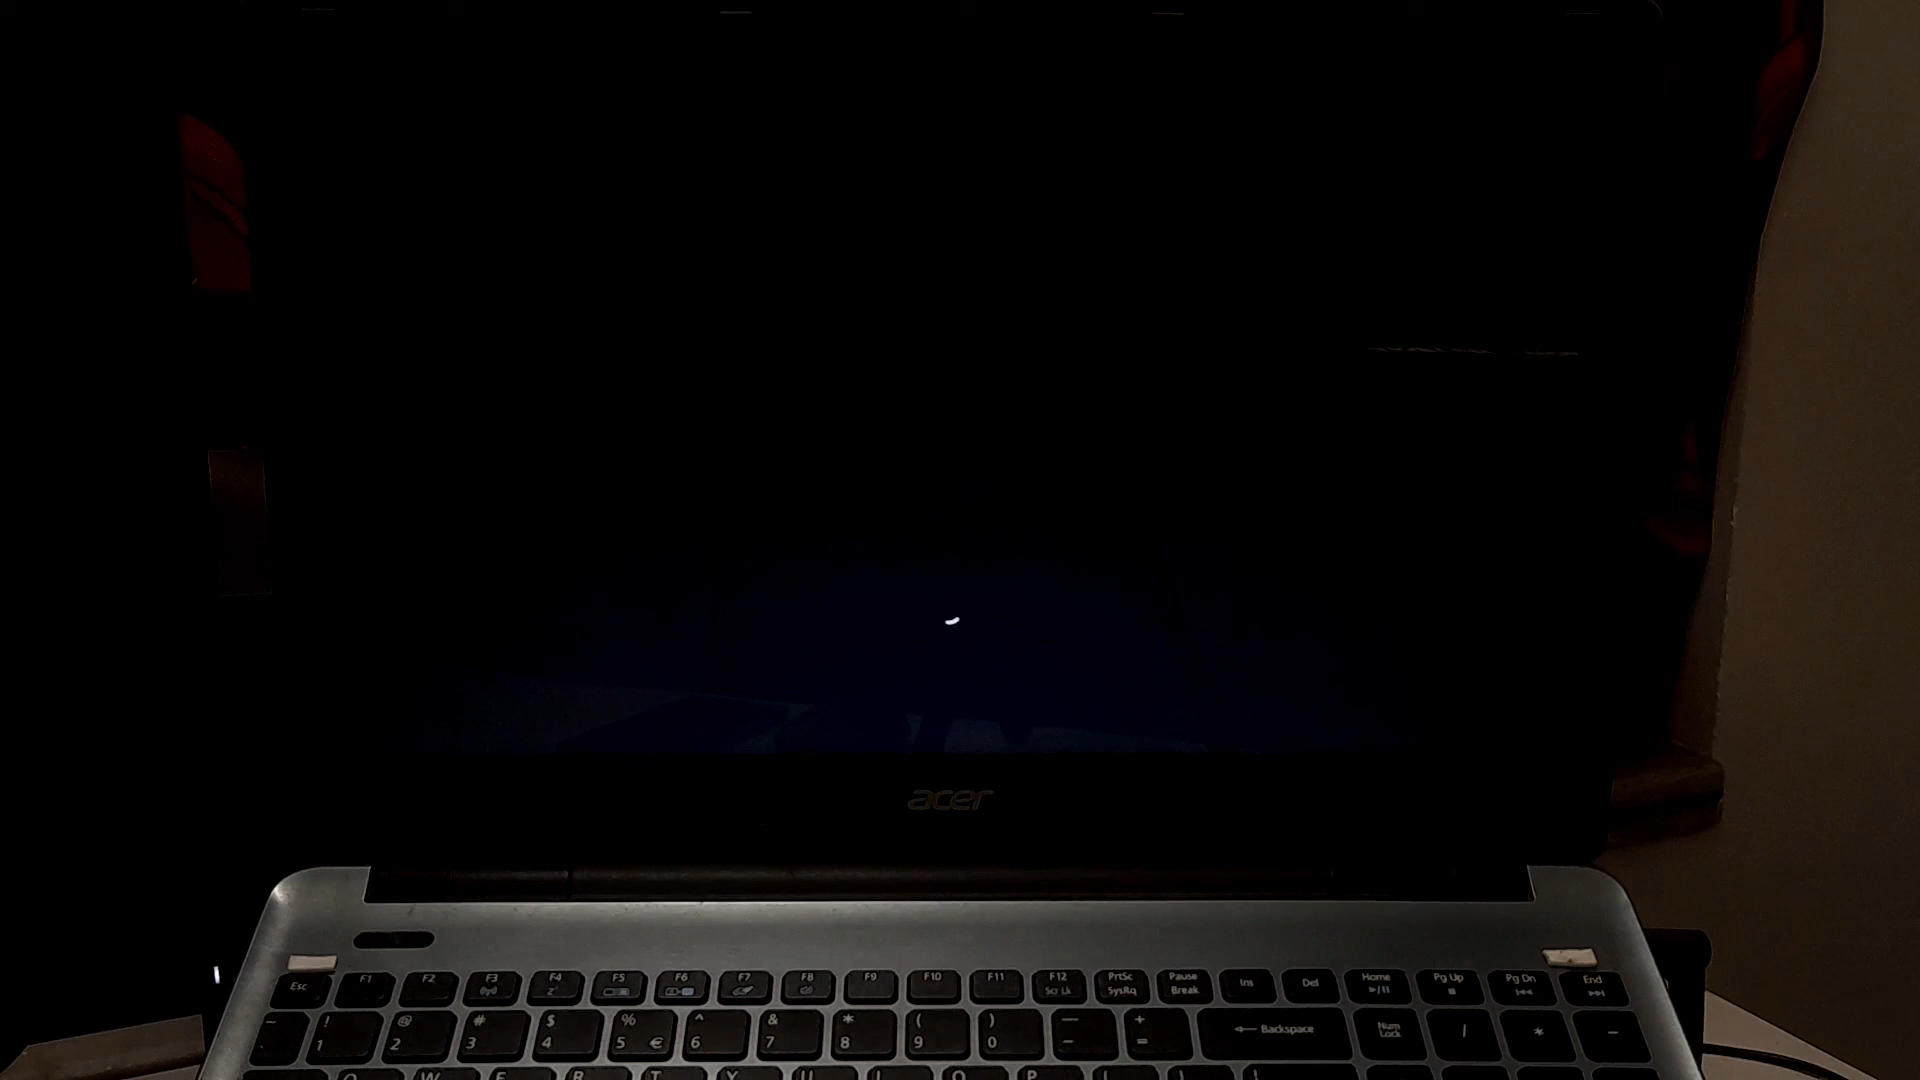 acer
Esc F1 F2 F3 F4 F5 F6 F7 F8 F9 F10 F11 F12 Scr Lk PrtSc SysRq Pause Break Ins Del Home Pg Up Pg Dn End
~ ! 1 @ 2 # 3 $ 4 % 5 € ^ 6 & 7 * 8 ( 9 ) 0 — – + = Backspace Num Lock / * –
Q W E R T Y U I O P